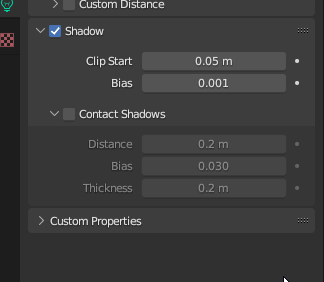 Custom Distance
Shadow
Clip Start 0.05 m
Bias 0.001
Contact Shadows
Distance 0.2 m
Bias 0.030
Thickness 0.2 m
Custom Properties